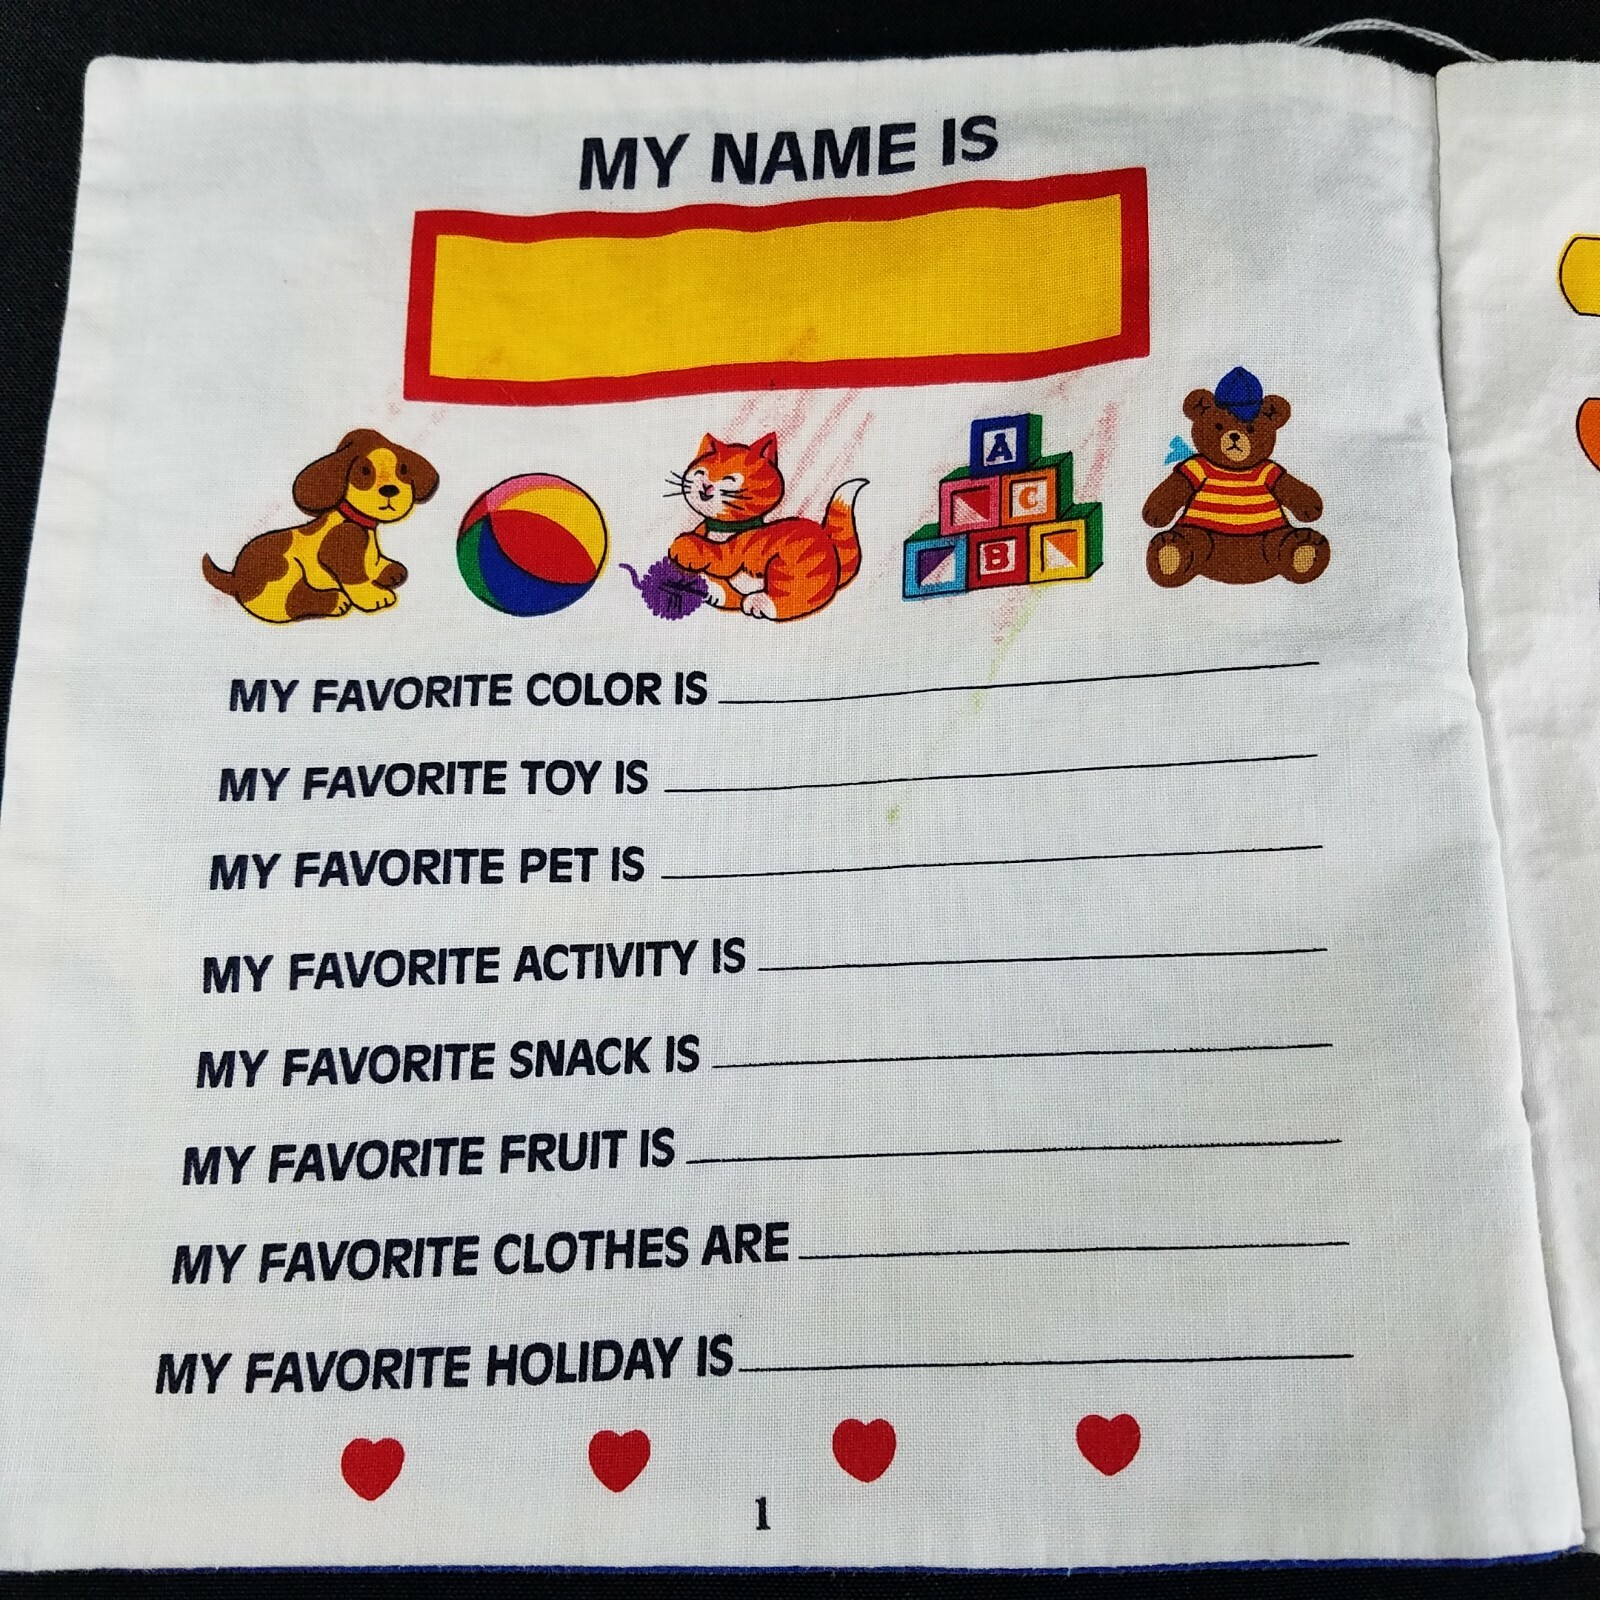 MY NAME IS
A
C
B
MY FAVORITE COLOR IS
MY FAVORITE TOY IS
MY FAVORITE PET IS
MY FAVORITE ACTIVITY IS
MY FAVORITE SNACK IS
MY FAVORITE FRUIT IS
MY FAVORITE CLOTHES ARE
MY FAVORITE HOLIDAY IS
1